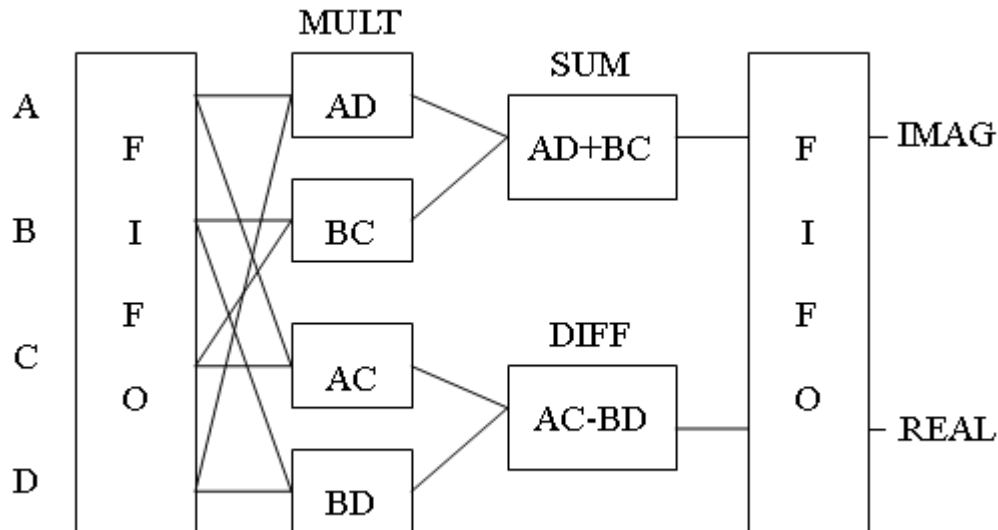 MULT
SUM
A
B
C
D
F
I
F
O
AD
BC
AC
BD
AD+BC
DIFF
AC-BD
F
I
F
O
IMAG
REAL